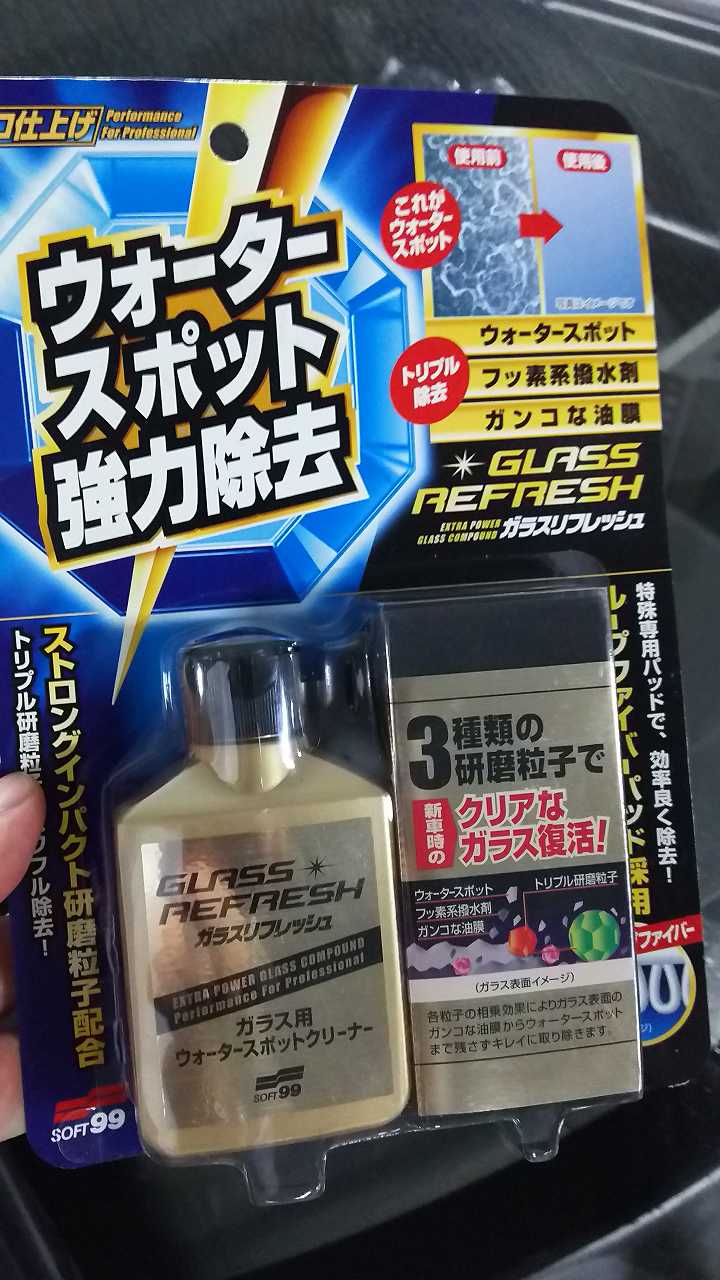 ロ仕上げ
Performance
For Professional
ウォーター
スポット
強力除去
使用前
使用後
これが
ウォーター
スポット
写真はイメージです
トリプル
除去
ウォータースポット
フッ素系撥水剤
ガンコな油膜
GLASS
REFRESH
EXTRA POWER
GLASS COMPOUND
ガラスリフレッシュ
特殊専用パッドで、効率良く除去!
ループファイバーパッド採用
ストロングインパクト研磨粒子配合
トリプル研磨粒子
リプル除去!
3種類の
研磨粒子で
新車時の
クリアな
ガラス復活!
ウォータースポット
フッ素系撥水剤
ガンコな油膜
トリプル研磨粒子
(ガラス表面イメージ)
各粒子の相乗効果によりガラス表面の
ガンコな油膜からウォータースポット
まで残さずキレイに取り除きます。
ファイバー
GLASS
REFRESH
ガラスリフレッシュ
EXTRA POWER GLASS COMPOUND
Performance For Professional
ガラス用
ウォータースポットクリーナー
SOFT99
SOFT99